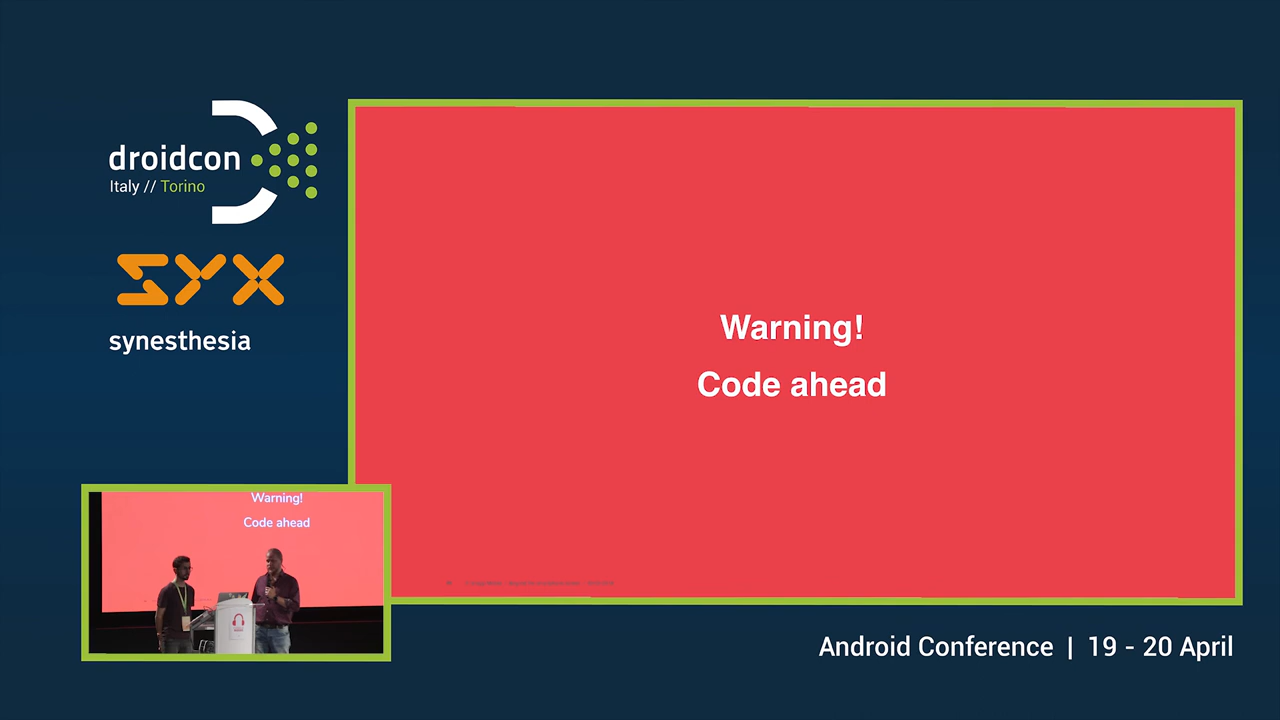 droidcon
Italy // Torino
SYX
synesthesia
Warning!
Code ahead
Warning!
Code ahead
Android Conference | 19 - 20 April